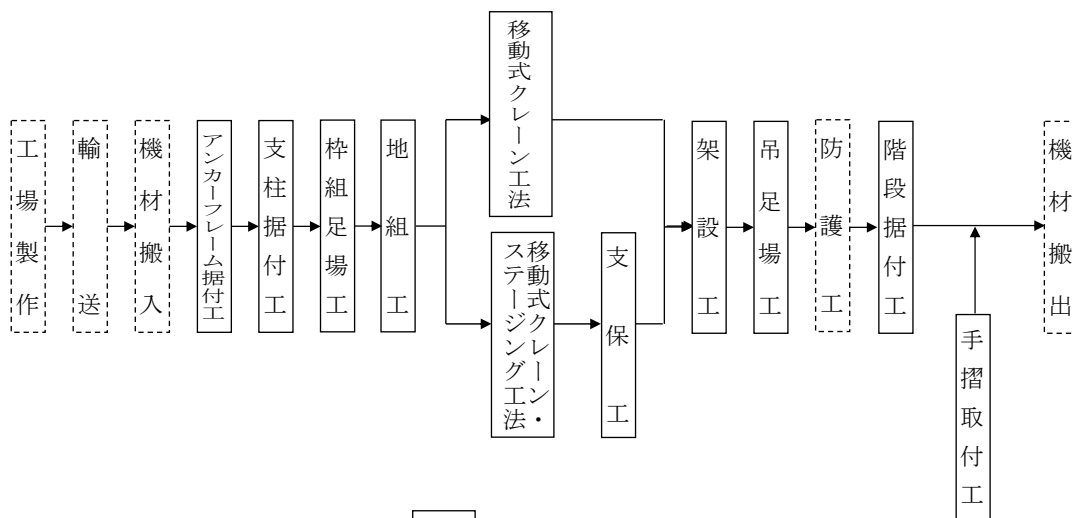 工場製作
輸送
機材搬入
アンカーフレーム据付工
支柱据付工
枠組足場工
地組工
移動式クレーン工法
移動式クレーン・
ステージング工法
支保工
架設工
吊足場工
防護工
階段据付工
手摺取付工
機材搬出